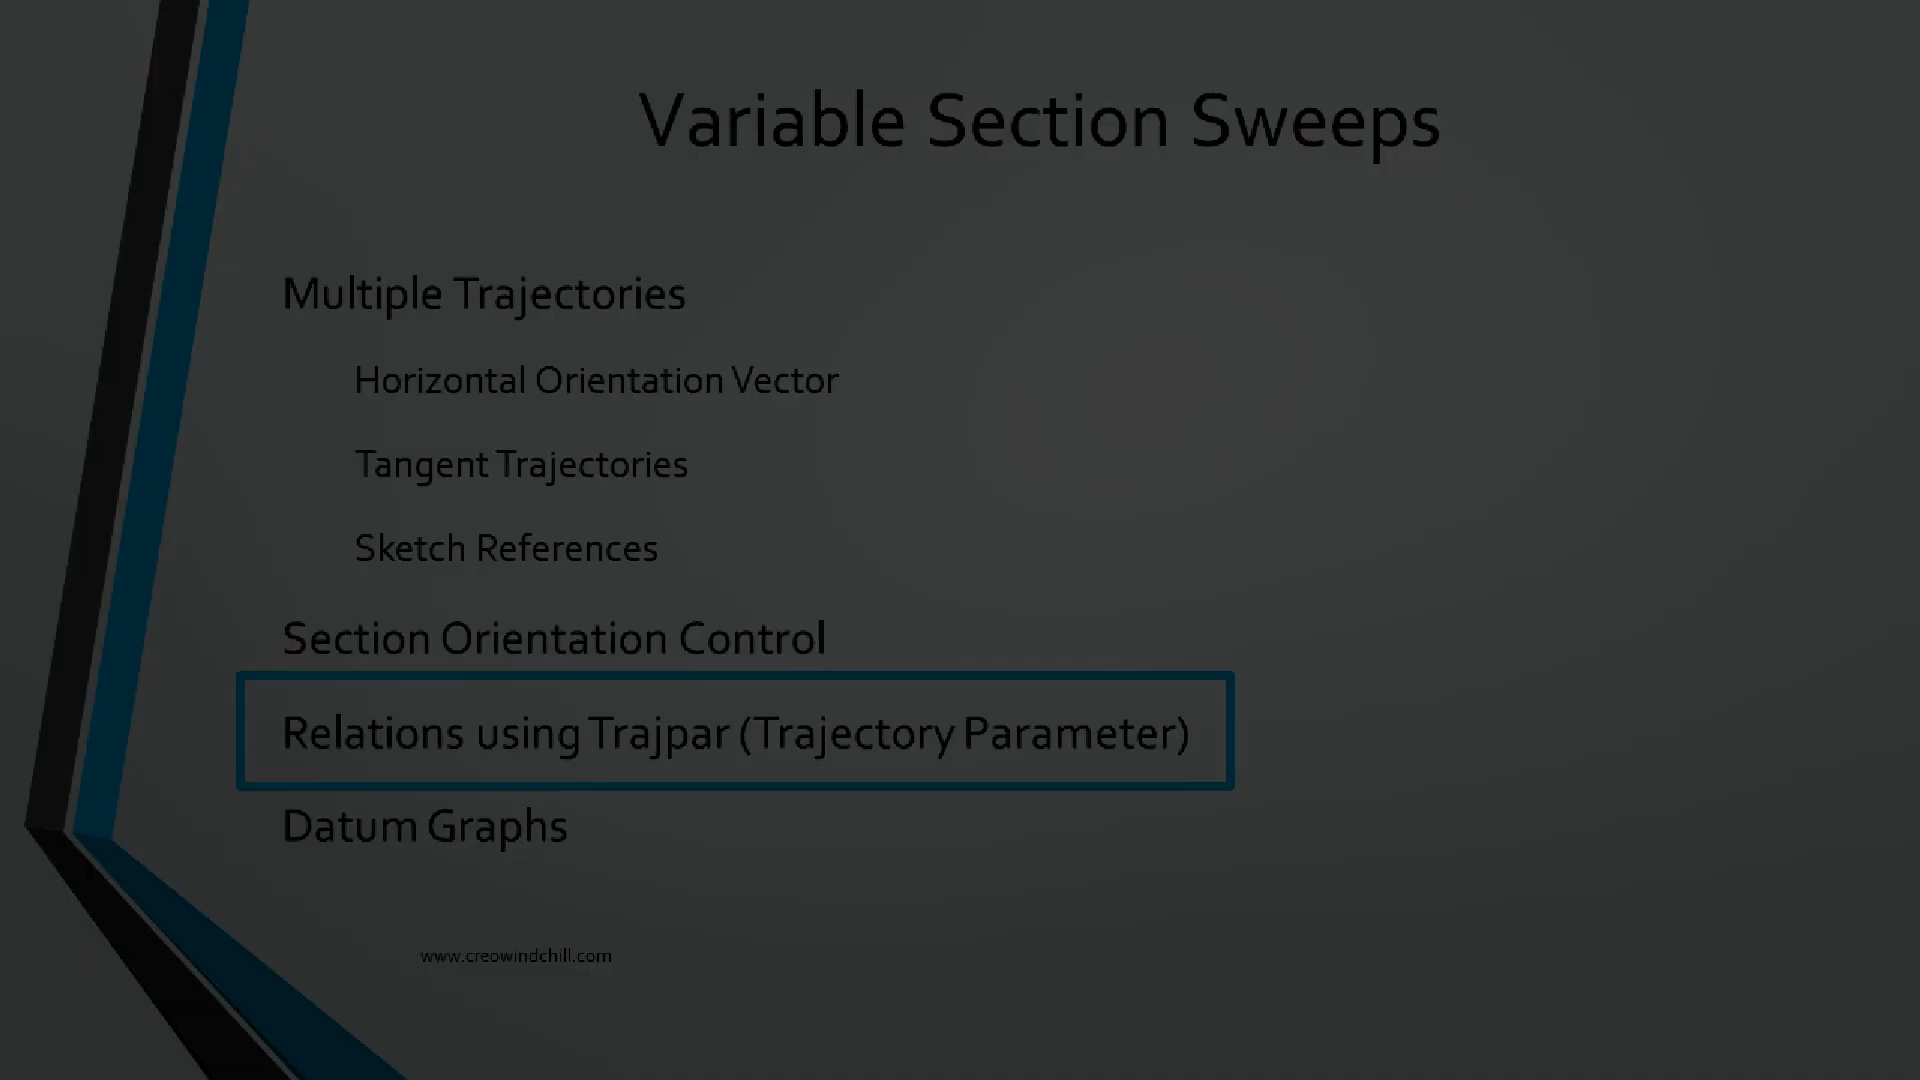 Variable Section Sweeps
Multiple Trajectories
Horizontal Orientation Vector
Tangent Trajectories
Sketch References
Section Orientation Control
Relations using Trajpar (Trajectory Parameter)
Datum Graphs
www.creowindchill.com